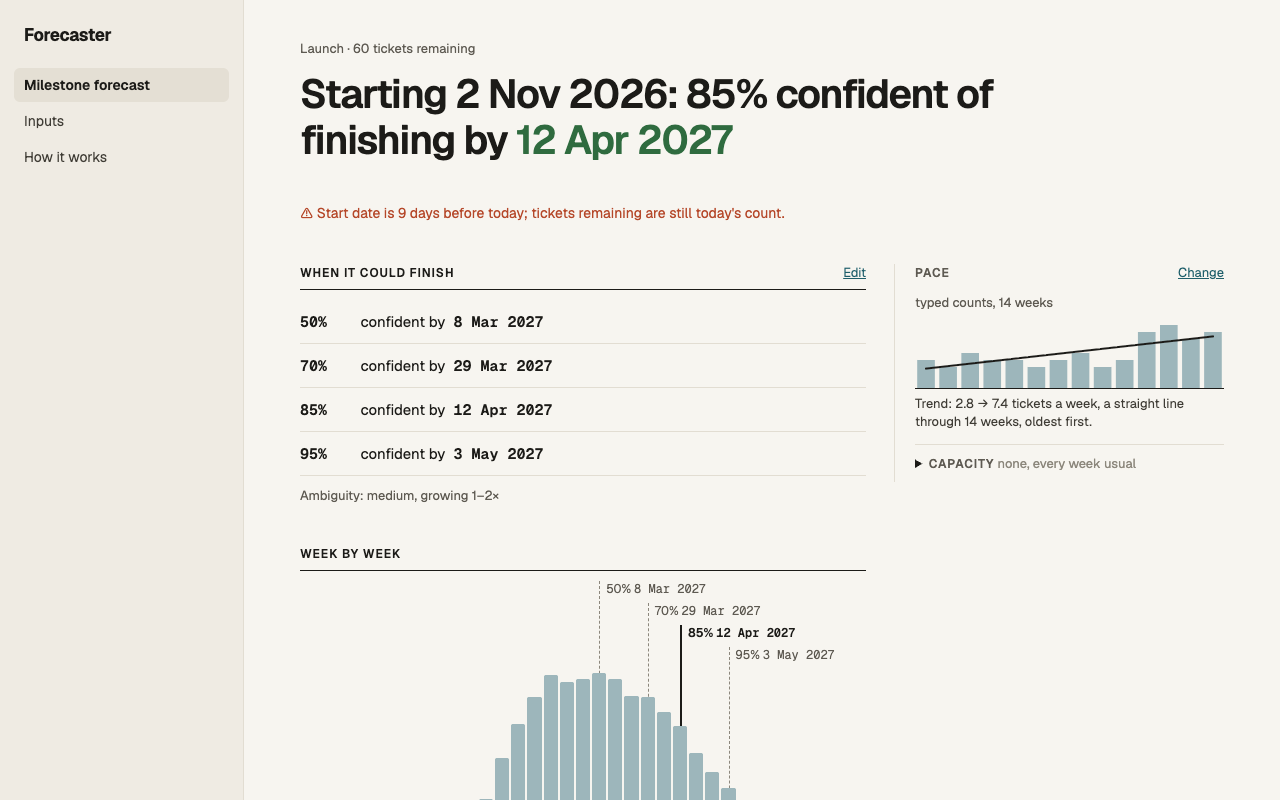 Forecaster
Milestone forecast
Inputs
How it works
Launch · 60 tickets remaining
Starting 2 Nov 2026: 85% confident of
finishing by 12 Apr 2027
⚠ Start date is 9 days before today; tickets remaining are still today's count.
WHEN IT COULD FINISH Edit
50% confident by 8 Mar 2027
70% confident by 29 Mar 2027
85% confident by 12 Apr 2027
95% confident by 3 May 2027
Ambiguity: medium, growing 1–2×
PACE Change
typed counts, 14 weeks
Trend: 2.8 → 7.4 tickets a week, a straight line
through 14 weeks, oldest first.
▶ CAPACITY none, every week usual
WEEK BY WEEK
50% 8 Mar 2027
70% 29 Mar 2027
85% 12 Apr 2027
95% 3 May 2027